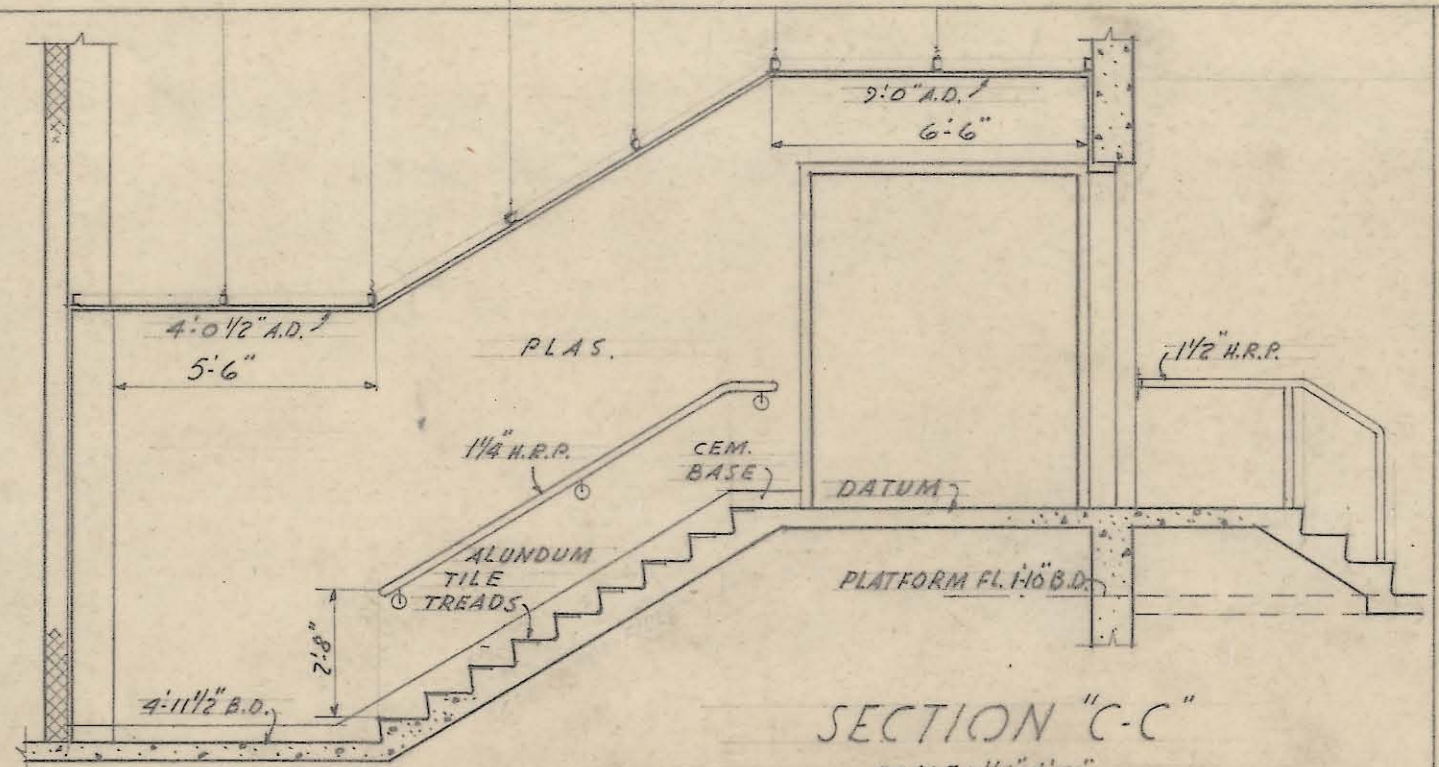 9'-0" A.D.
6'-6"
4'-0 1/2" A.D.
5'-6"
PLAS.
1 1/2" H.R.P.
1 1/4" H.R.P.
CEM.
BASE
DATUM
ALUNDUM
TILE
TREADS
PLATFORM FL. 1'-10" B.D.
2'-8"
4'-11 1/2" B.D.
SECTION "C-C"